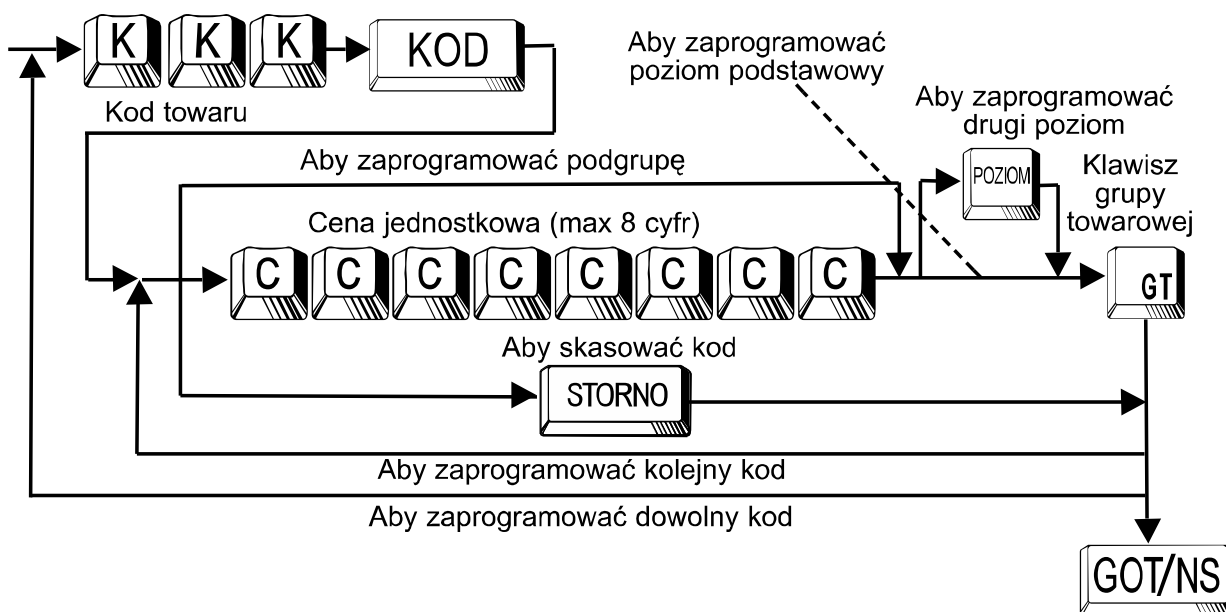 K K K KOD
Kod towaru
Aby zaprogramować
poziom podstawowy
Aby zaprogramować
drugi poziom
POZIOM
Klawisz
grupy
towarowej
Aby zaprogramować podgrupę
Cena jednostkowa (max 8 cyfr)
C C C C C C C C
GT
Aby skasować kod
STORNO
Aby zaprogramować kolejny kod
Aby zaprogramować dowolny kod
GOT/NS